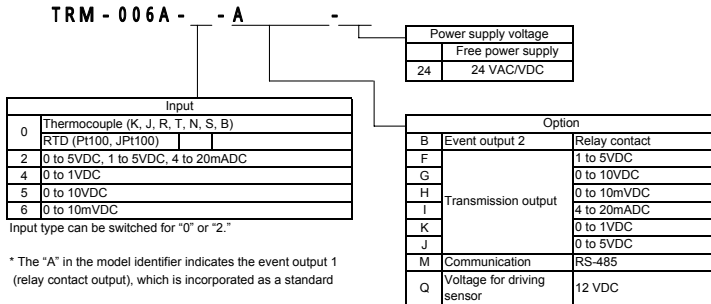 TRM-006A-__-A____-__
Power supply voltage
Free power supply
24 24 VAC/VDC
Input
0 Thermocouple (K, J, R, T, N, S, B)
RTD (Pt100, JPt100)
2 0 to 5VDC, 1 to 5VDC, 4 to 20mADC
4 0 to 1VDC
5 0 to 10VDC
6 0 to 10mVDC
Input type can be switched for “0” or “2.”
* The “A” in the model identifier indicates the event output 1
(relay contact output), which is incorporated as a standard
Option
B Event output 2 Relay contact
F Transmission output 1 to 5VDC
G 0 to 10VDC
H 0 to 10mVDC
I 4 to 20mADC
K 0 to 1VDC
J 0 to 5VDC
M Communication RS-485
Q Voltage for driving sensor 12 VDC